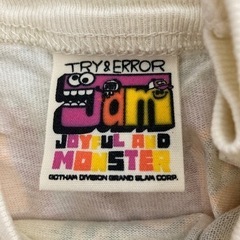 TRY & ERROR
Jam
JOYFUL AND
MONSTER
GOTHAM DIVISION GRAND SLAM CORP.